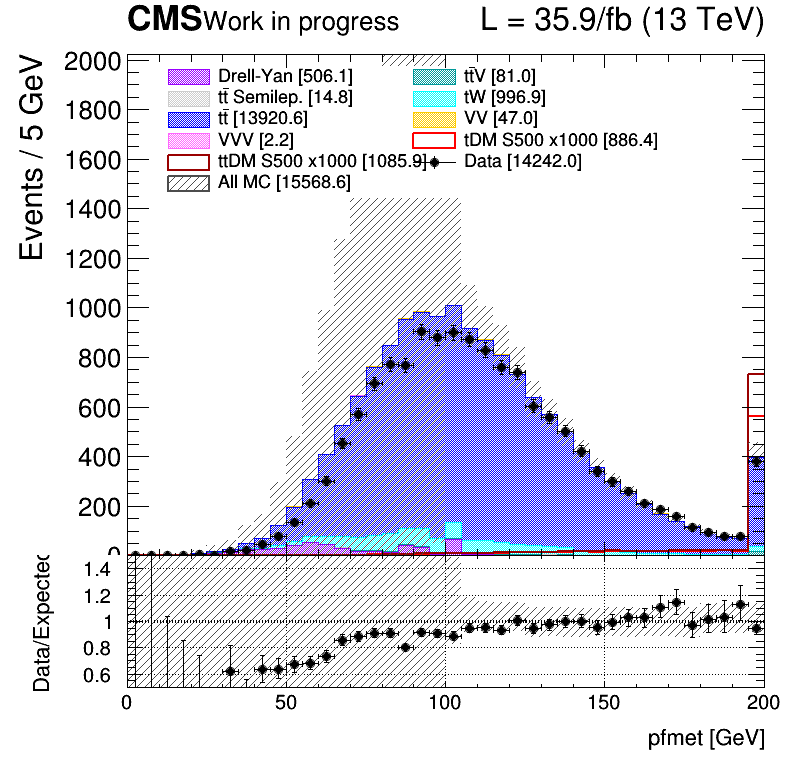 CMS Work in progress L = 35.9/fb (13 TeV)
Events / 5 GeV
2000
1800
1600
1400
1200
1000
800
600
400
200
0
Drell-Yan [506.1]
tt̄ Semilep. [14.8]
tt̄ [13920.6]
VVV [2.2]
ttDM S500 x1000 [1085.9]
All MC [15568.6]
tt̄V [81.0]
tW [996.9]
VV [47.0]
tDM S500 x1000 [886.4]
Data [14242.0]
Data/Expected
1.4
1.2
1
0.8
0.6
0 50 100 150 200
pfmet [GeV]